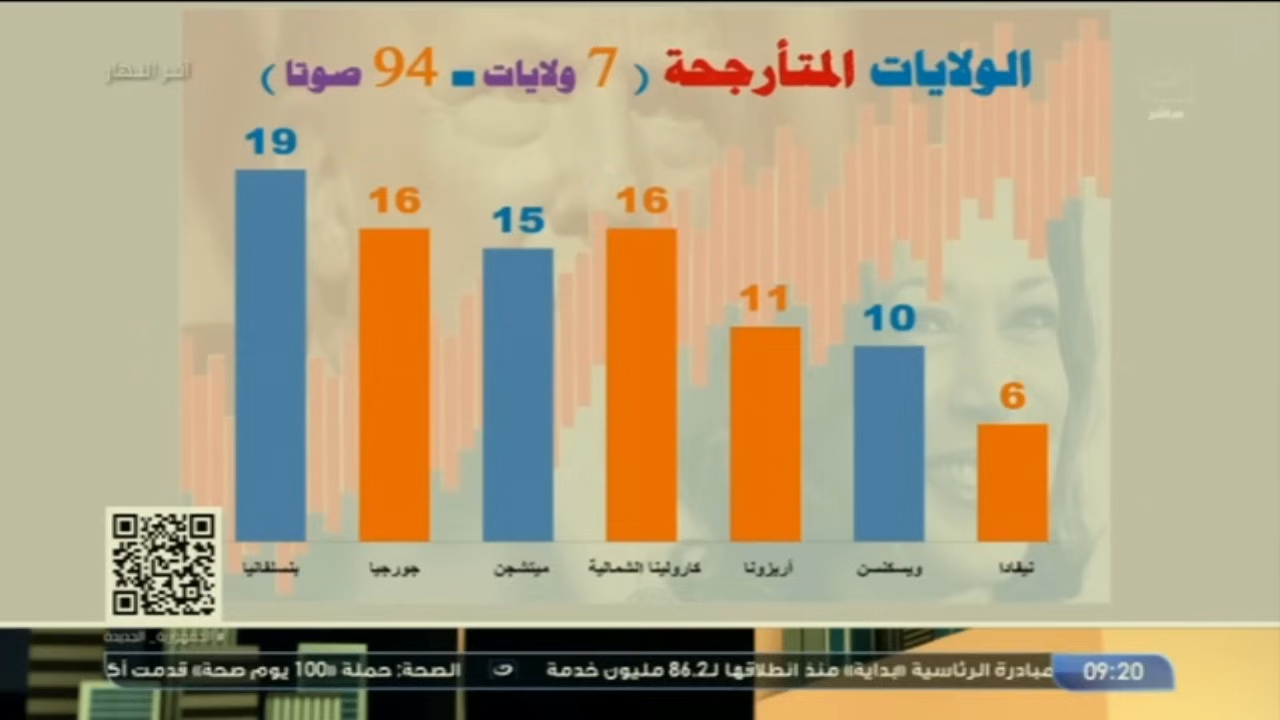 الولايات المتأرجحة ( 7 ولايات - 94 صوتا )
مباشر
19
16
15
16
11
10
6
بنسلفانيا
جورجيا
ميتشجن
كارولينا الشمالية
أريزونا
ويسكنسن
نيفادا
09:20
مبادرة الرئاسية «بداية» منذ انطلاقها لـ86.2 مليون خدمة
الصحة: حملة «100 يوم صحة» قدمت أك